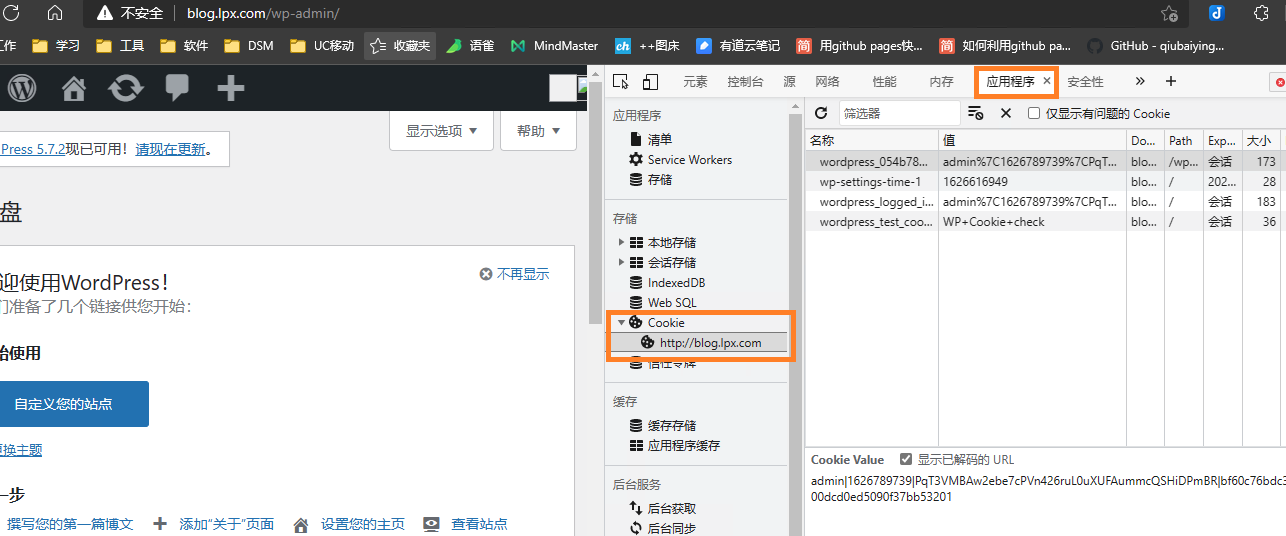 不安全 blog.lpx.com/wp-admin/
工作 学习 工具 软件 DSM UC移动 收藏夹 语雀 MindMaster ++图床 有道云笔记 用github pages快... 如何利用github pa... GitHub - qiubaiying...
元素 控制台 源 网络 性能 内存 应用程序 × 安全性 » +
显示选项 帮助
Press 5.7.2现已可用！请现在更新。
盘
迎使用WordPress！
不再显示
们准备了几个链接供您开始：
始使用
自定义您的站点
更换主题
一步
撰写您的第一篇博文 添加“关于”页面 设置您的主页 查看站点
应用程序
清单
Service Workers
存储
存储
本地存储
会话存储
IndexedDB
Web SQL
Cookie
http://blog.lpx.com
信任令牌
缓存
缓存存储
应用程序缓存
后台服务
后台获取
后台同步
筛选器 仅显示有问题的 Cookie
名称 值 Do... Path Exp... 大小
wordpress_054b78... admin%7C1626789739%7CPqT... blo... /wp... 会话 173
wp-settings-time-1 1626616949 blo... / 202... 28
wordpress_logged_i... admin%7C1626789739%7CPqT... blo... / 会话 183
wordpress_test_coo... WP+Cookie+check blo... / 会话 36
Cookie Value 显示已解码的 URL
admin|1626789739|PqT3VMBAw2ebe7cPVn426ruL0uXUFAummcQSHiDPmBR|bf60c76bdc3
00dcd0ed5090f37bb53201